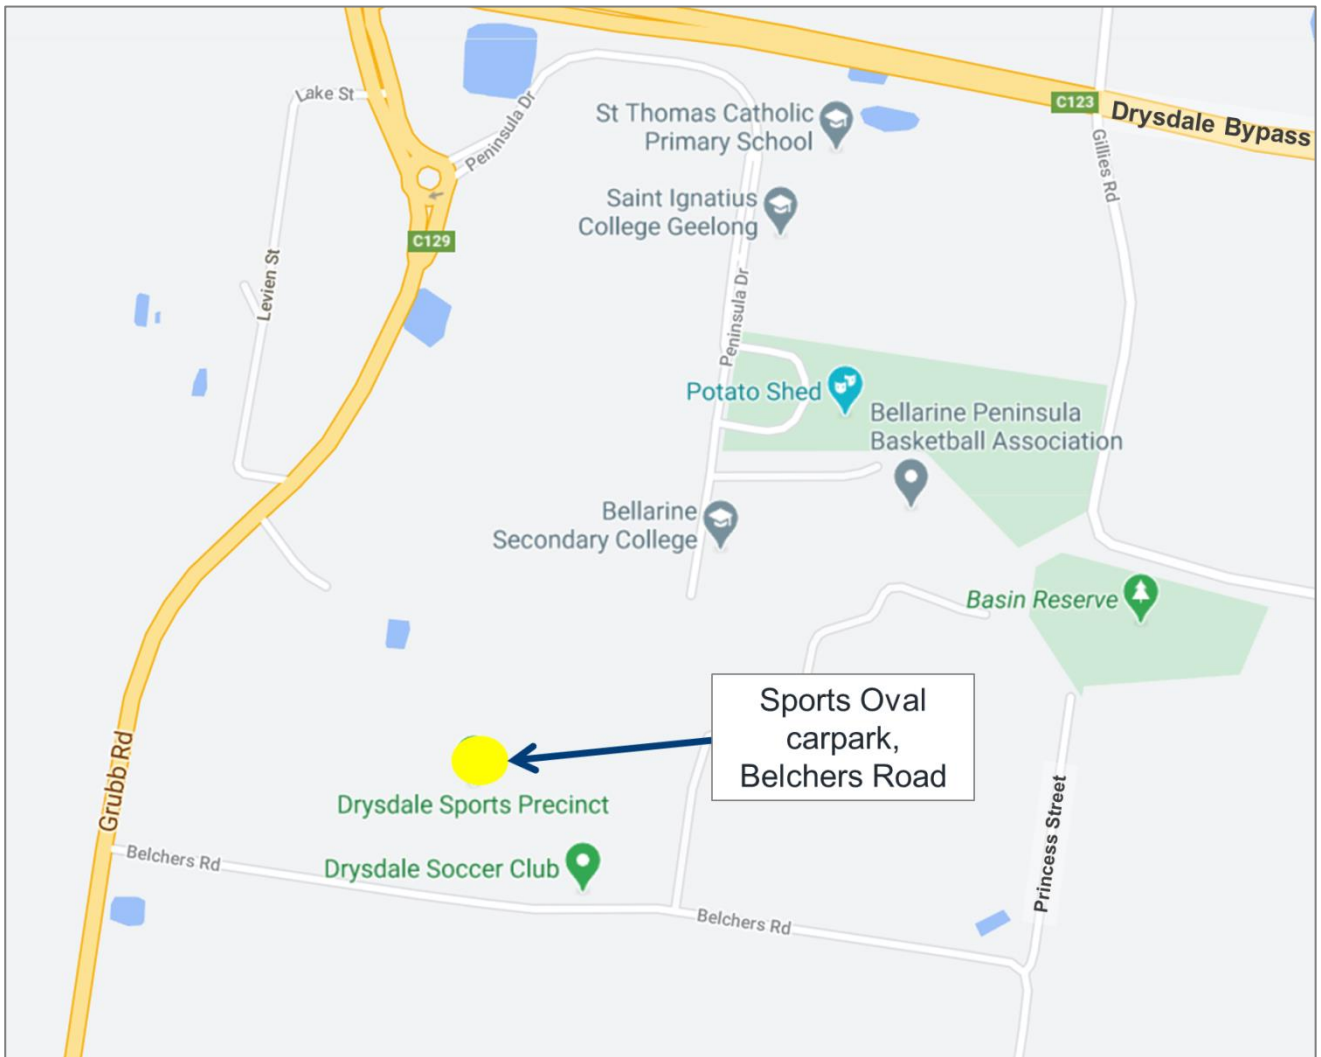 Lake St
Peninsula Dr
St Thomas Catholic
Primary School
C123
Drysdale Bypass
Gillies Rd
Saint Ignatius
College Geelong
C129
Levien St
Peninsula Dr
Potato Shed
Bellarine Peninsula
Basketball Association
Bellarine
Secondary College
Basin Reserve
Sports Oval
carpark,
Belchers Road
Grubb Rd
Drysdale Sports Precinct
Princess Street
Belchers Rd
Drysdale Soccer Club
Belchers Rd